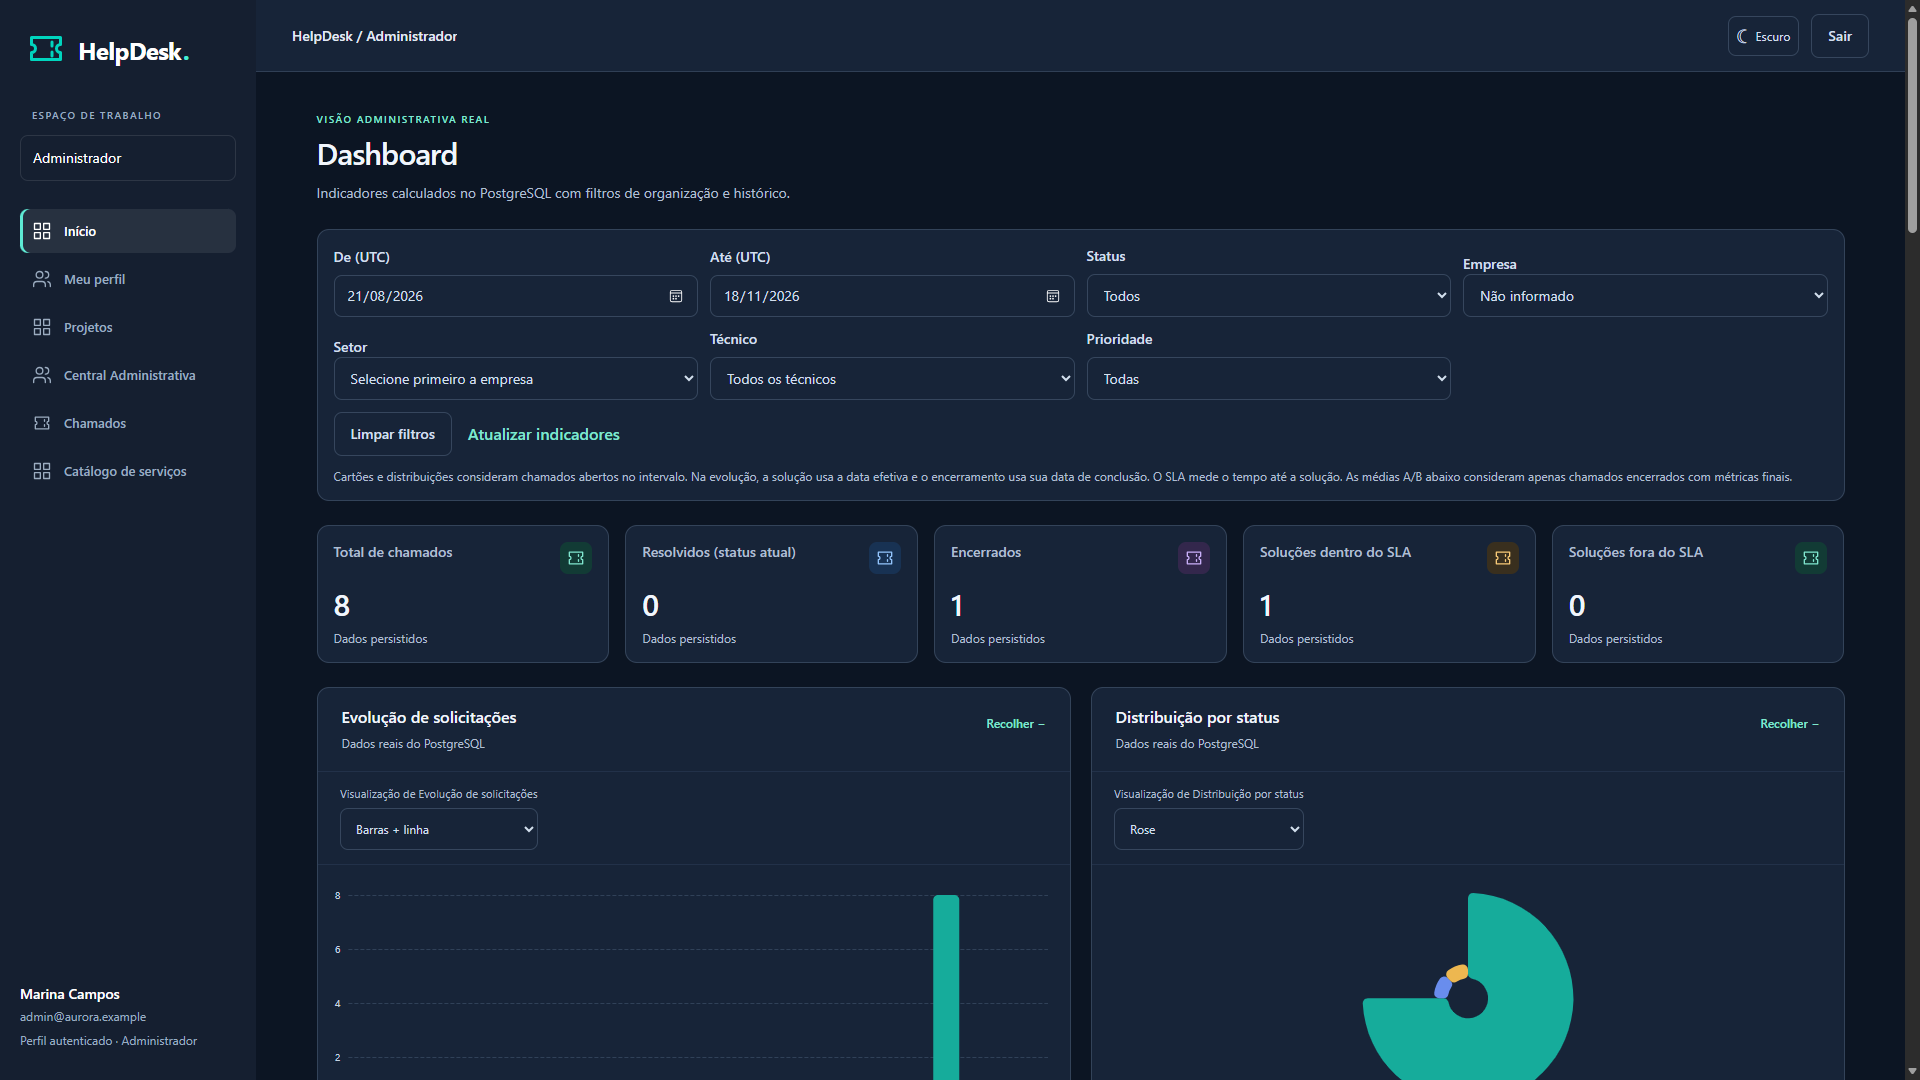 HelpDesk.
ESPAÇO DE TRABALHO
Administrador
Início
Meu perfil
Projetos
Central Administrativa
Chamados
Catálogo de serviços
Marina Campos
admin@aurora.example
Perfil autenticado · Administrador
HelpDesk / Administrador
Escuro
Sair
VISÃO ADMINISTRATIVA REAL
Dashboard
Indicadores calculados no PostgreSQL com filtros de organização e histórico.
De (UTC)
21/08/2026
Até (UTC)
18/11/2026
Status
Todos
Empresa
Não informado
Setor
Selecione primeiro a empresa
Técnico
Todos os técnicos
Prioridade
Todas
Limpar filtros
Atualizar indicadores
Cartões e distribuições consideram chamados abertos no intervalo. Na evolução, a solução usa a data efetiva e o encerramento usa sua data de conclusão. O SLA mede o tempo até a solução. As médias A/B abaixo consideram apenas chamados encerrados com métricas finais.
Total de chamados
8
Dados persistidos
Resolvidos (status atual)
0
Dados persistidos
Encerrados
1
Dados persistidos
Soluções dentro do SLA
1
Dados persistidos
Soluções fora do SLA
0
Dados persistidos
Evolução de solicitações
Dados reais do PostgreSQL
Recolher −
Visualização de Evolução de solicitações
Barras + linha
8
6
4
2
Distribuição por status
Dados reais do PostgreSQL
Recolher −
Visualização de Distribuição por status
Rose